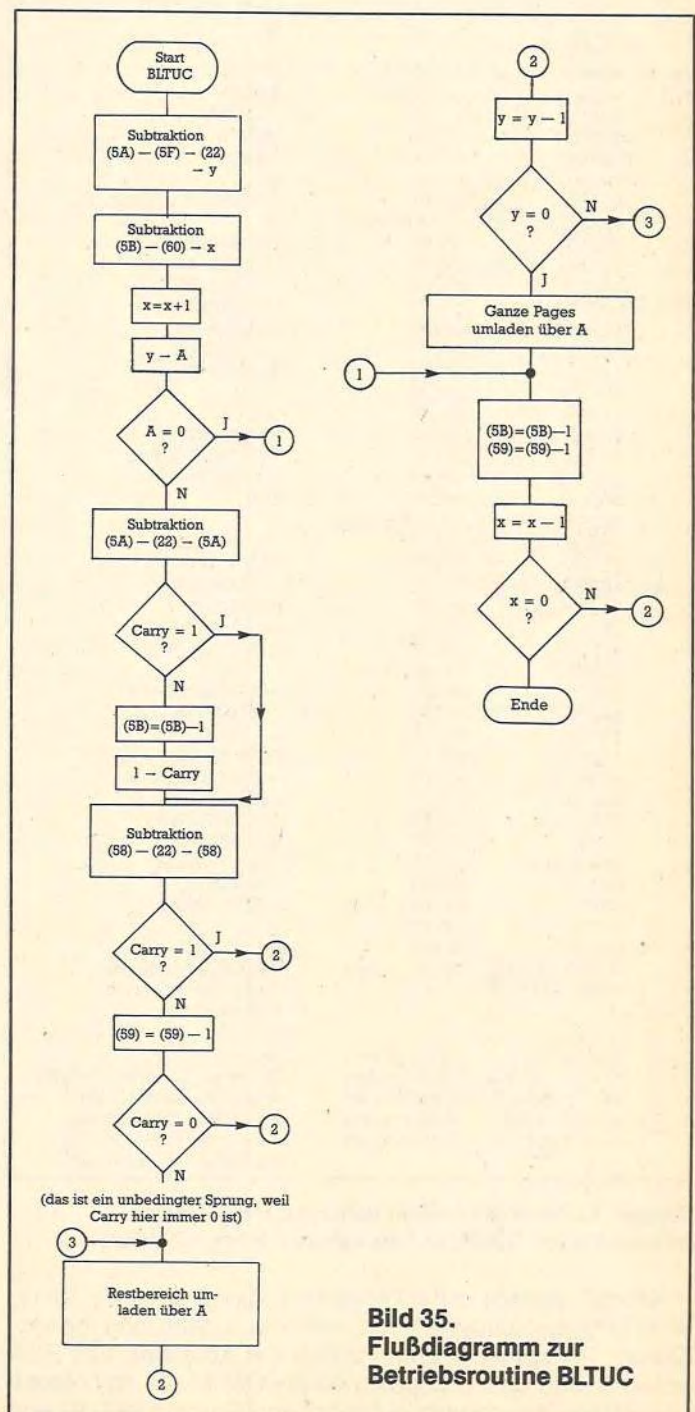 Start
BLTUC
Subtraktion
(5A) — (5F) → (22)
→ y
Subtraktion
(5B) — (60) → x
x=x+1
y → A
A = 0
?
J
1
N
Subtraktion
(5A) — (22) → (5A)
Carry = 1
?
J
N
(5B)=(5B)—1
1 → Carry
Subtraktion
(58) — (22) → (58)
Carry = 1
?
J
2
N
(59) = (59) — 1
Carry = 0
?
2
N
(das ist ein unbedingter Sprung, weil
Carry hier immer 0 ist)
3
Restbereich um-
laden über A
2
2
y = y — 1
y = 0
?
N
3
J
Ganze Pages
umladen über A
1
(5B)=(5B)—1
(59)=(59)—1
x = x — 1
x = 0
?
N
2
Ende
Bild 35.
Flußdiagramm zur
Betriebsroutine BLTUC